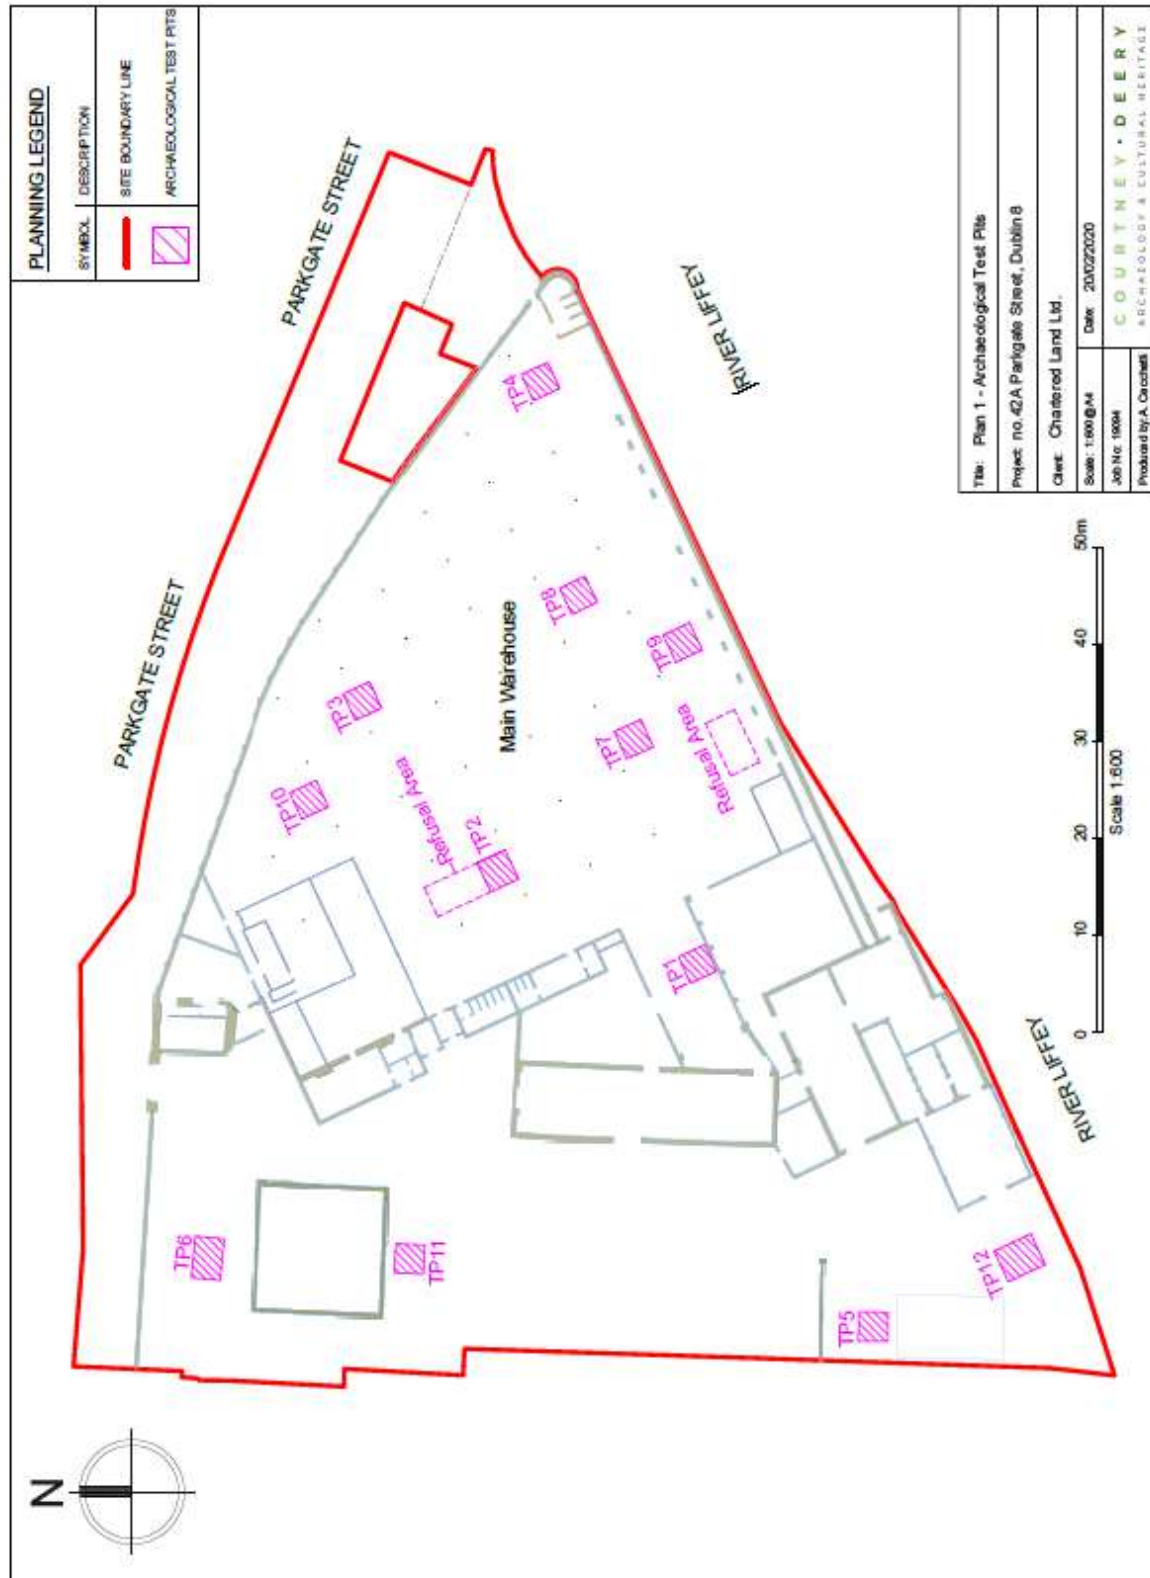 PLANNING LEGEND
SYMBOL DESCRIPTION
SITE BOUNDARY LINE
ARCHAEOLOGICAL TEST PITS
N
PARKGATE STREET
PARKGATE STREET
RIVER LIFFEY
RIVER LIFFEY
Main Warehouse
TP6
TP11
TP5
TP12
TP10
TP3
Refusal Area
TP2
TP1
TP7
Refusal Area
TP9
TP8
TP4
0 10 20 30 40 50m
Scale 1:600
Title: Plan 1 - Archaeological Test Pits
Project: no.42A Parkgate Street, Dublin 8
Client: Chartered Land Ltd.
Scale: 1:600@A4 Date: 20/02/2020
Job No: 19094
Produced by: A. Cecchetti
COURTNEY • DEERY
ARCHAEOLOGY & CULTURAL HERITAGE